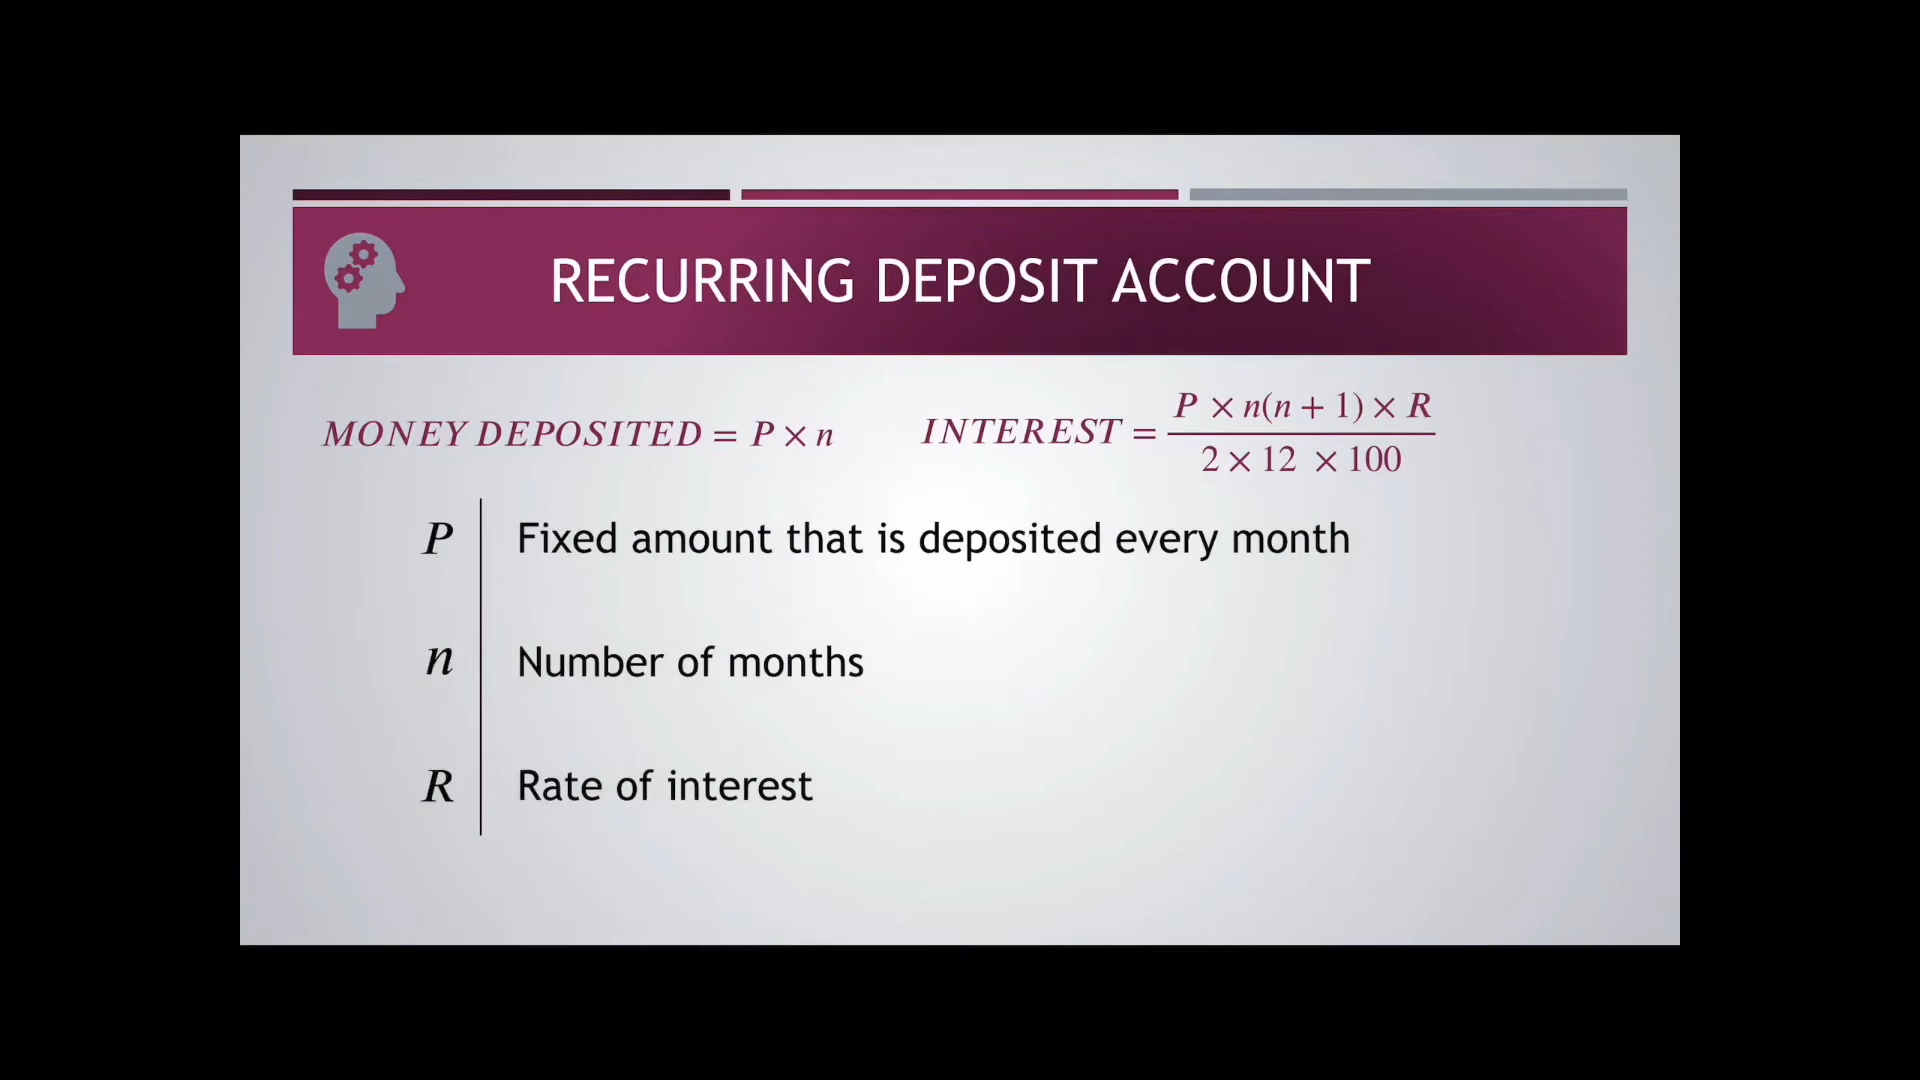 RECURRING DEPOSIT ACCOUNT
MONEY DEPOSITED = P × n
INTEREST = \frac{P × n(n + 1) × R}{2 × 12 × 100}
P Fixed amount that is deposited every month
n Number of months
R Rate of interest